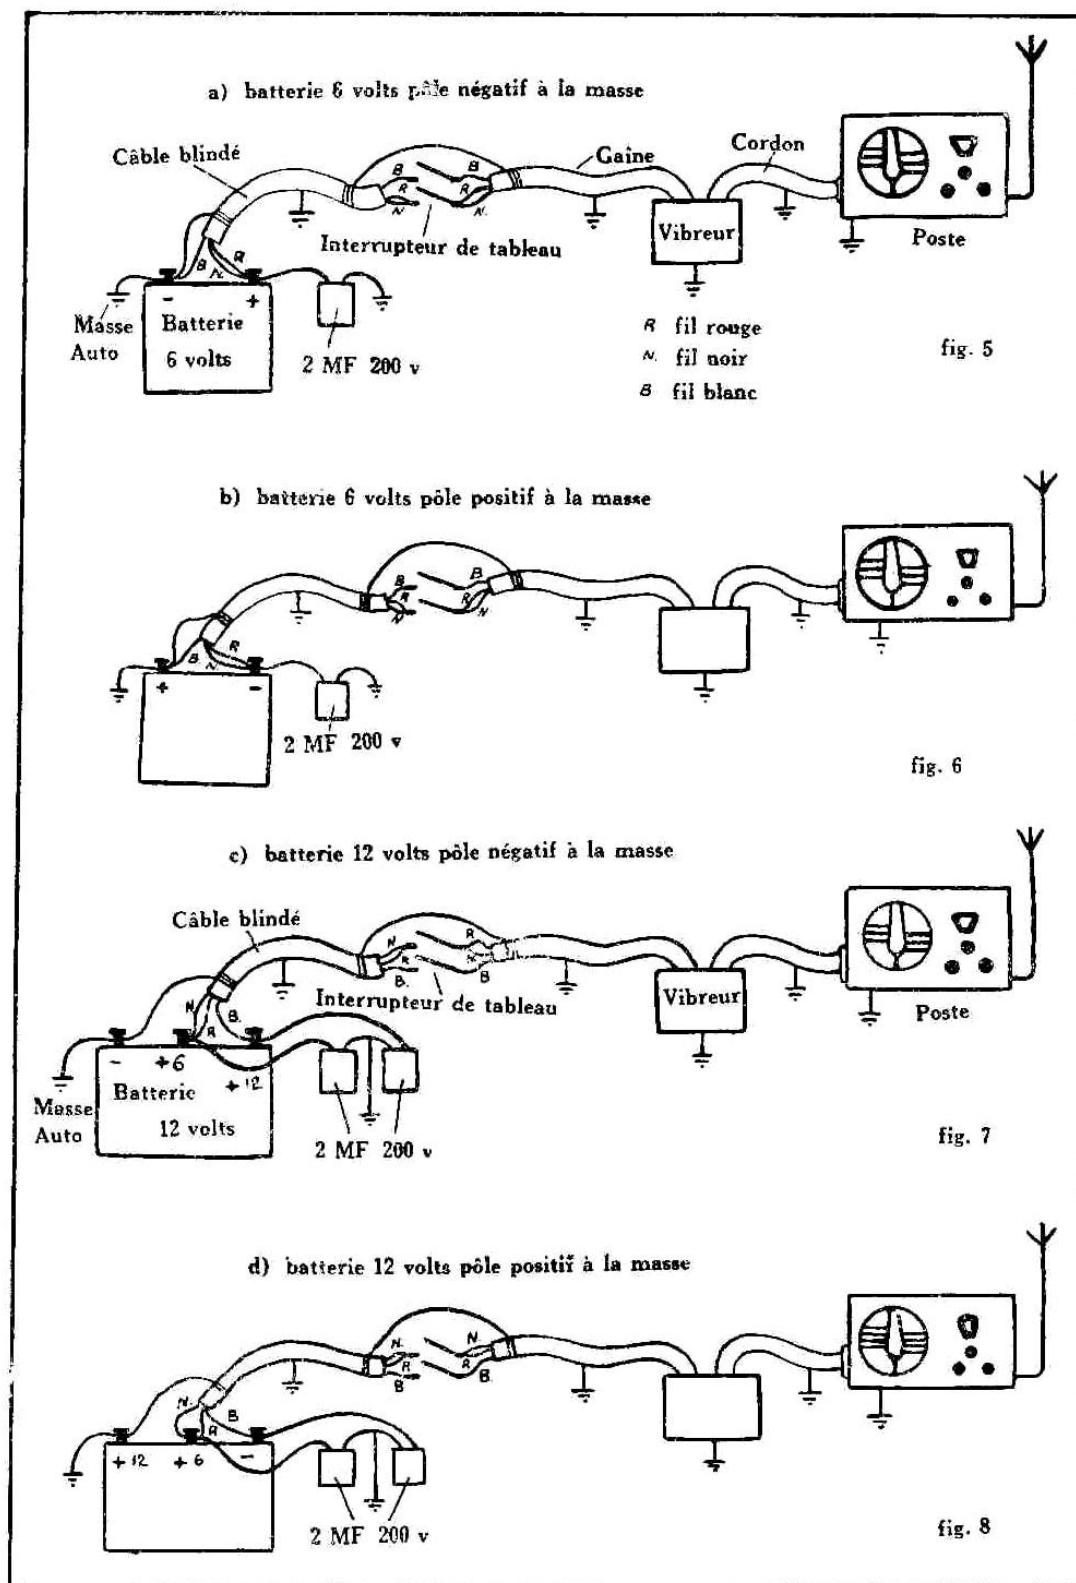 a) batterie 6 volts pôle négatif à la masse
Câble blindé
Gaîne
Cordon
B
R
N.
B
R
N.
Interrupteur de tableau
Vibreur
Poste
B
N.
R
- +
Masse
Auto
Batterie
6 volts
2 MF 200 v
R fil rouge
N. fil noir
B fil blanc
fig. 5
b) batterie 6 volts pôle positif à la masse
B
R
N
B
R
N
B.
N.
R
+ -
2 MF 200 v
fig. 6
c) batterie 12 volts pôle négatif à la masse
Câble blindé
N
R
B.
R
N
B
Interrupteur de tableau
Vibreur
Poste
N
R
B.
- +6 +12
Masse
Auto
Batterie
12 volts
2 MF 200 v
fig. 7
d) batterie 12 volts pôle positif à la masse
N.
R
B
N.
R
B.
N.
R
B.
+12 +6 -
2 MF 200 v
fig. 8